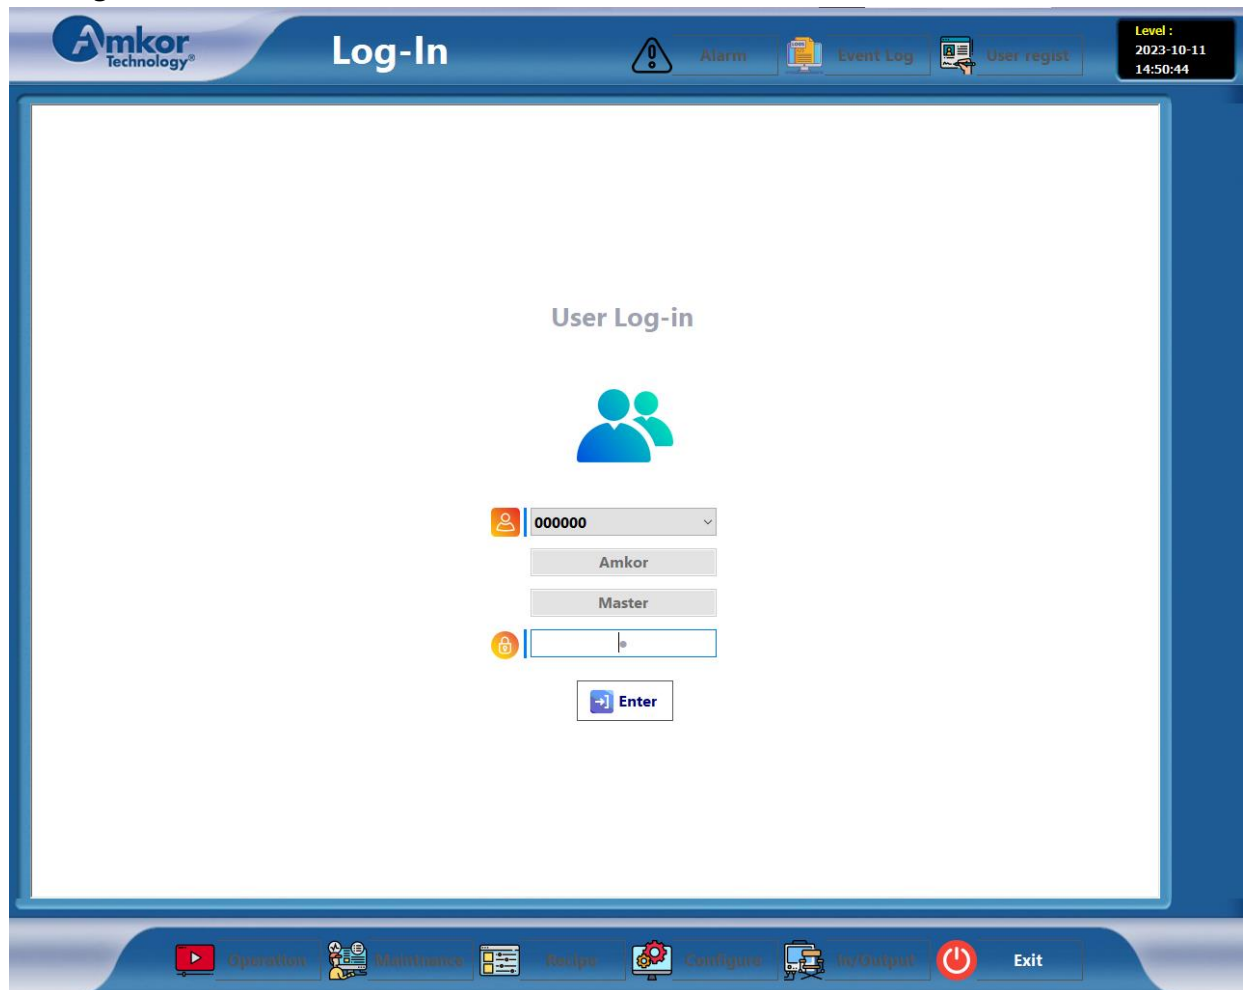 Amkor
Technology®
Log-In
Alarm
Event Log
User regist
Level :
2023-10-11
14:50:44
User Log-in
000000
Amkor
Master
Enter
Operation
Maintnance
Recipe
Configure
In/Output
Exit